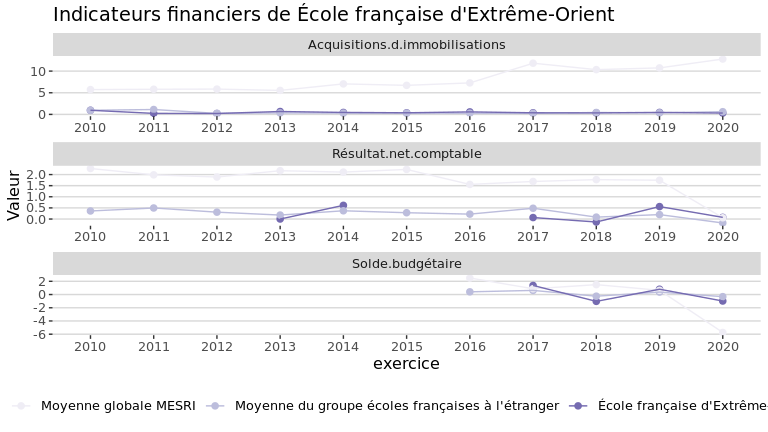 Indicateurs financiers de École française d'Extrême-Orient
Acquisitions.d.immobilisations
10
5
0
2010 2011 2012 2013 2014 2015 2016 2017 2018 2019 2020
Résultat.net.comptable
2.0
1.5
1.0
0.5
0.0
2010 2011 2012 2013 2014 2015 2016 2017 2018 2019 2020
Valeur
Solde.budgétaire
2
0
-2
-4
-6
2010 2011 2012 2013 2014 2015 2016 2017 2018 2019 2020
exercice
Moyenne globale MESRI Moyenne du groupe écoles françaises à l'étranger École française d'Extrême-